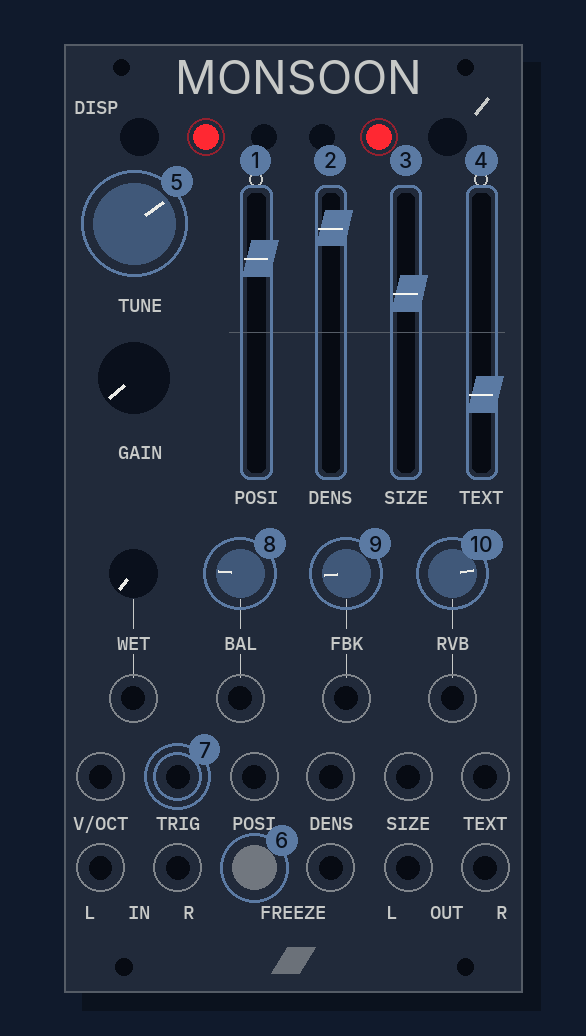 MONSOON
DISP
1 2 3 4
5
TUNE
GAIN
POSI DENS SIZE TEXT
8 9 10
WET BAL FBK RVB
7
V/OCT TRIG POSI DENS SIZE TEXT
6
L IN R FREEZE L OUT R